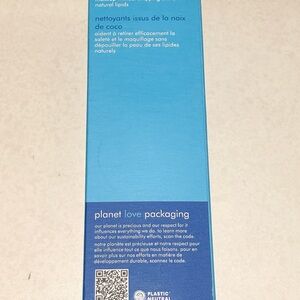 natural lipids
nettoyants issus de la noix
de coco
aident à retirer efficacement la
saleté et le maquillage sans
dépouiller la peau de ses lipides
naturels
planet love packaging
our planet is precious and our respect for it
influences everything we do. to learn more
about our sustainability efforts, scan the code.
notre planète est précieuse et notre respect pour
elle influence tout ce que nous faisons. pour en
savoir plus sur nos efforts en matière de
développement durable, scannez le code.
PLASTIC
NEUTRAL